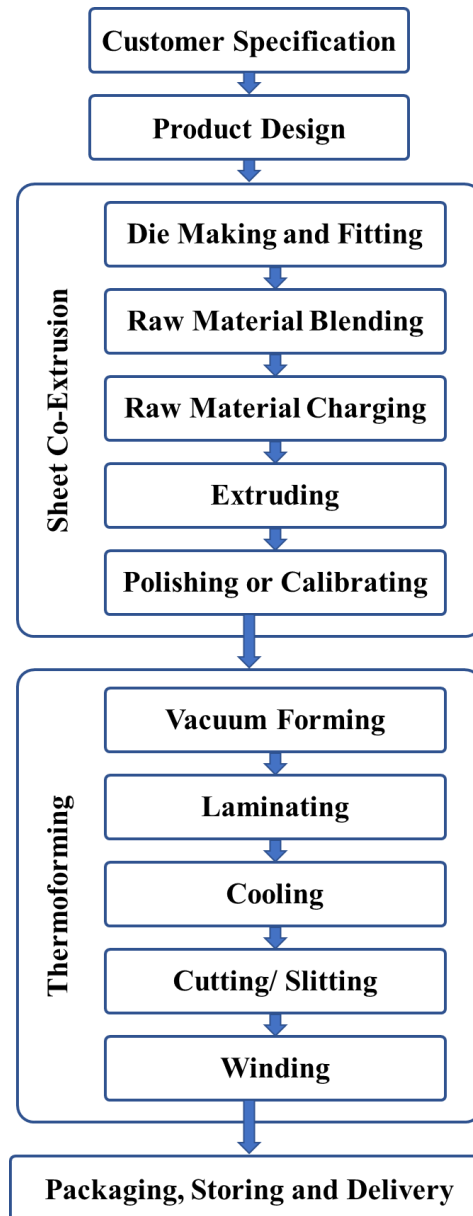 Customer Specification
Product Design
Sheet Co-Extrusion
Die Making and Fitting
Raw Material Blending
Raw Material Charging
Extruding
Polishing or Calibrating
Thermoforming
Vacuum Forming
Laminating
Cooling
Cutting/ Slitting
Winding
Packaging, Storing and Delivery